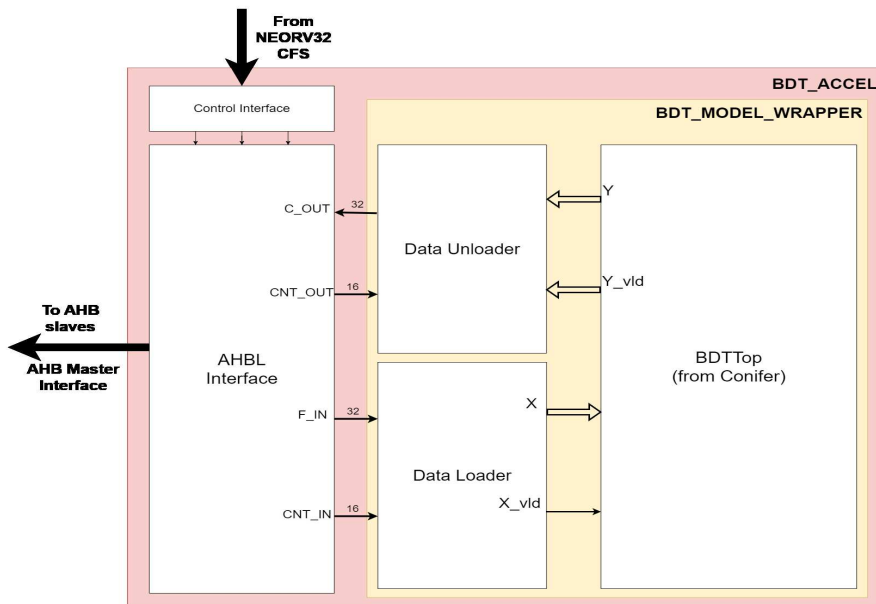 From
NEORV32
CFS
BDT_ACCEL
Control Interface
BDT_MODEL_WRAPPER
C_OUT
32
Y
Data Unloader
CNT_OUT
16
Y_vld
To AHB
slaves
AHB Master
Interface
AHBL
Interface
BDTTop
(from Conifer)
F_IN
32
X
Data Loader
CNT_IN
16
X_vld